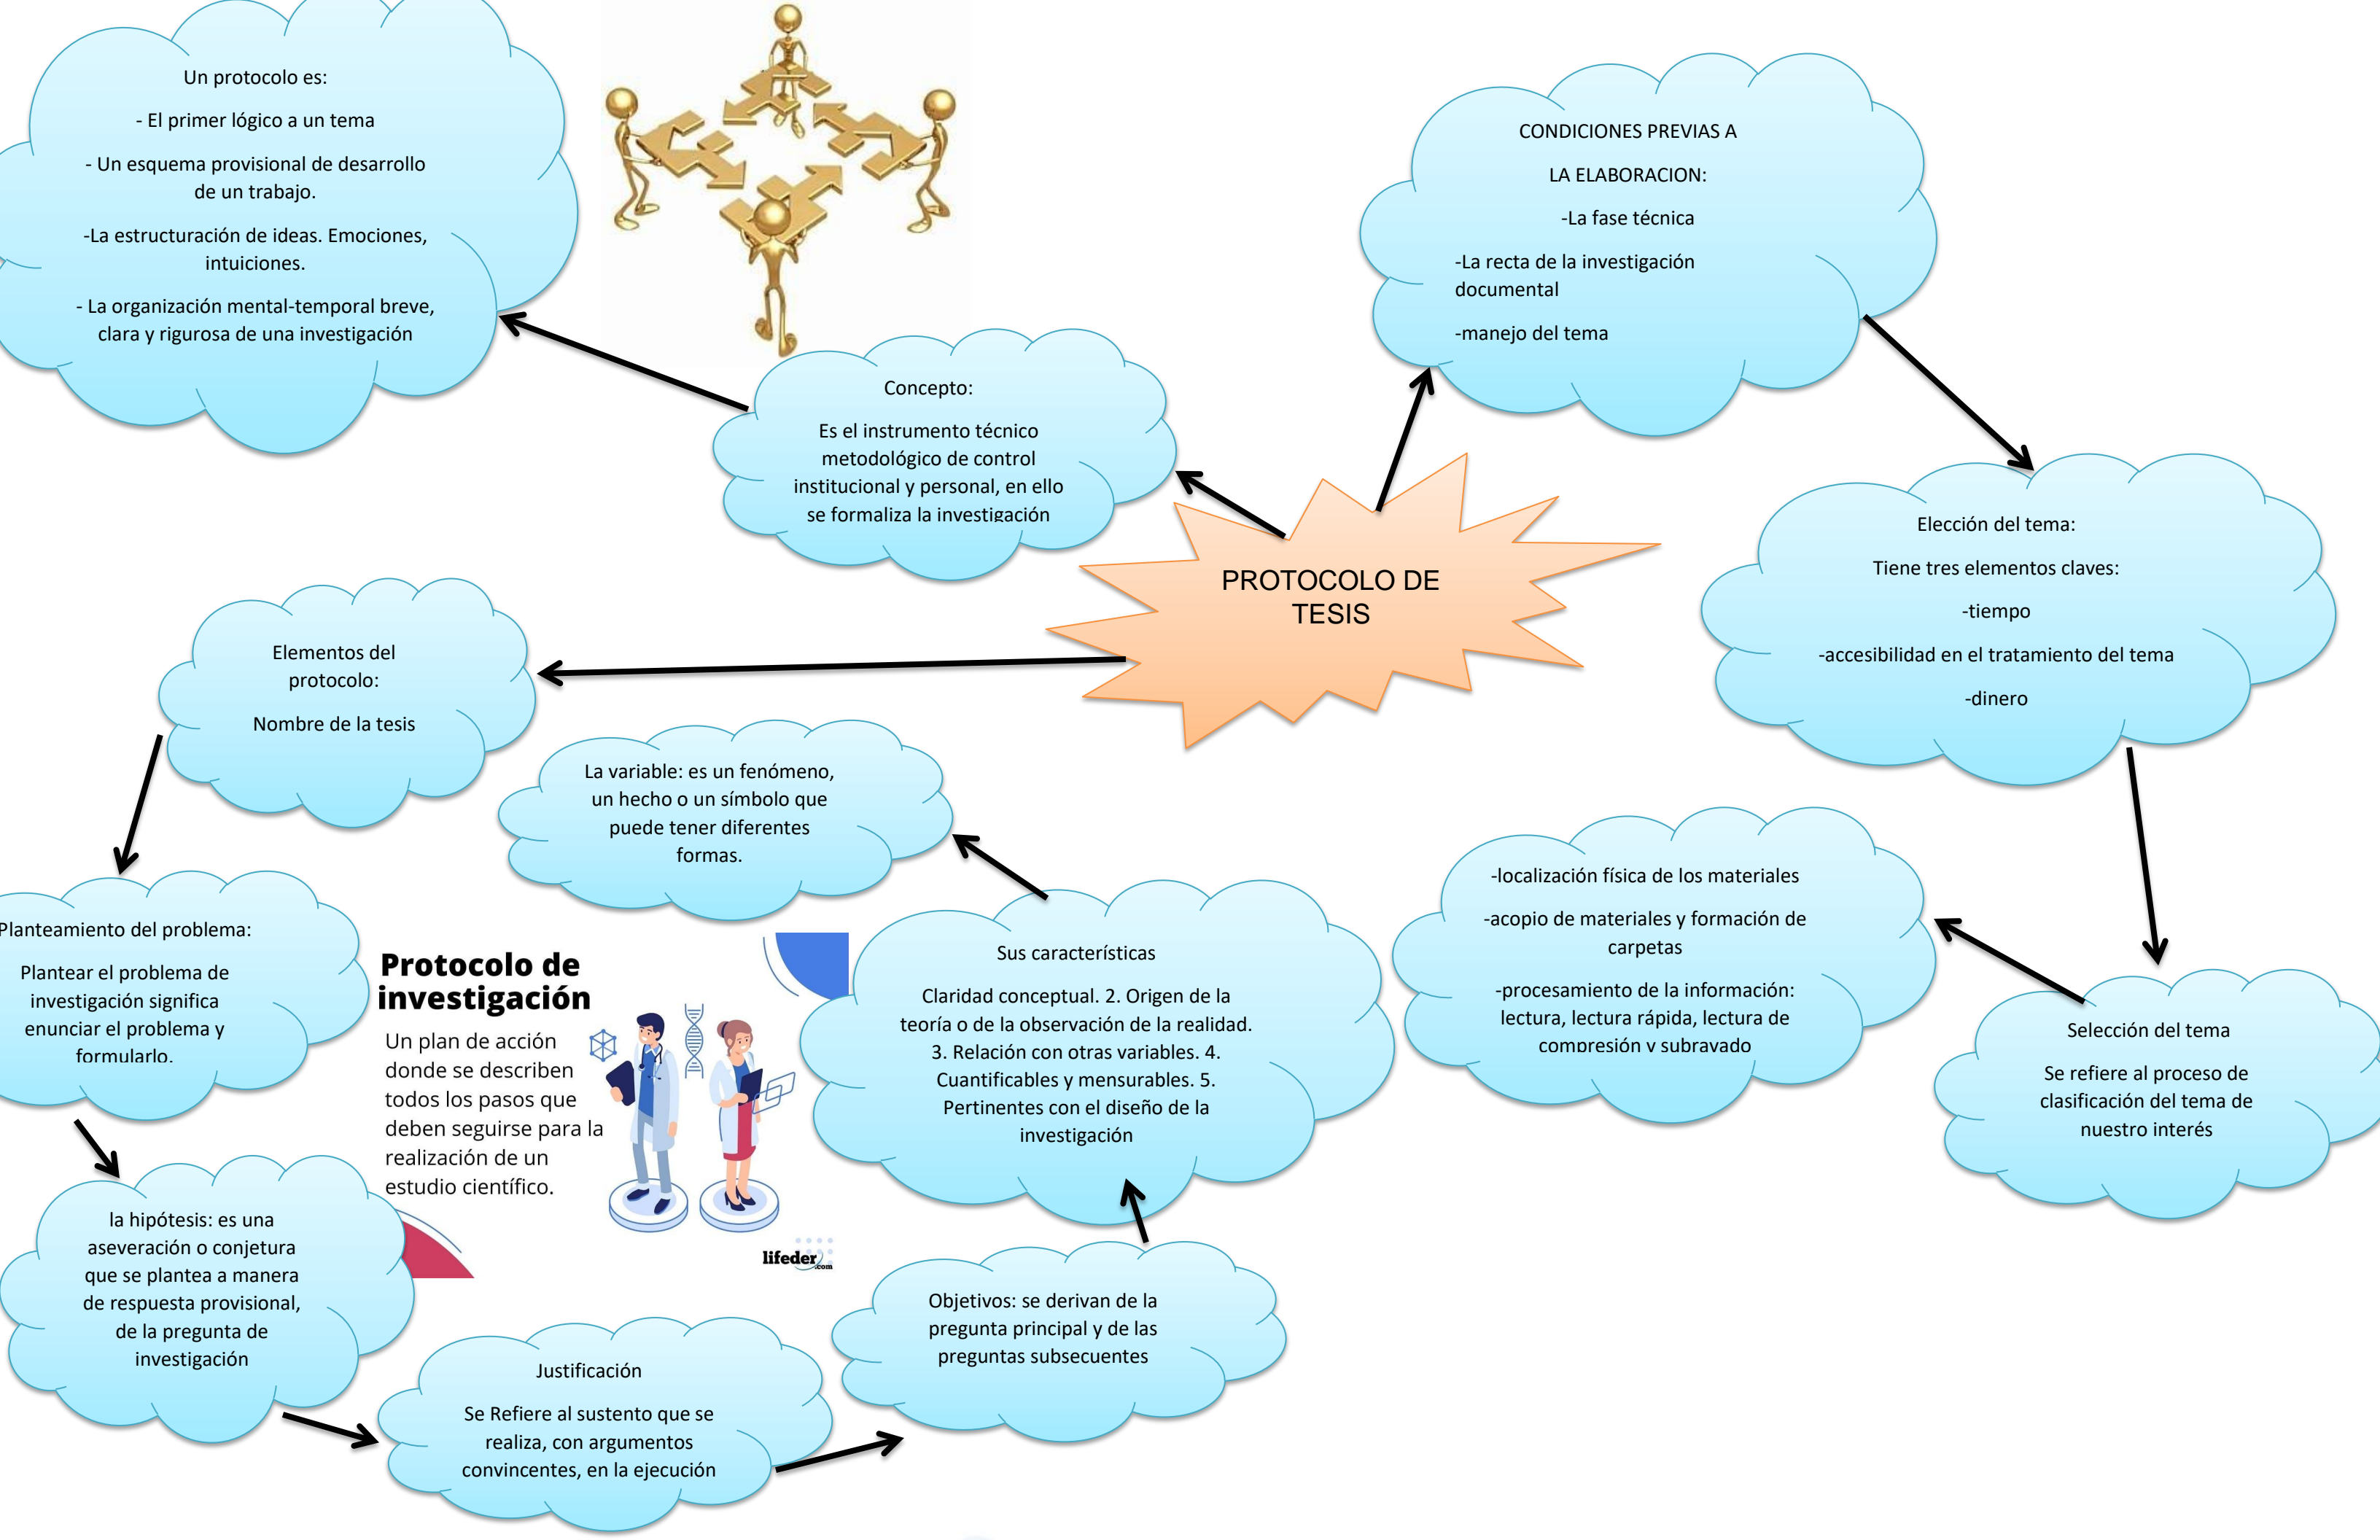 Un protocolo es:
- El primer lógico a un tema
- Un esquema provisional de desarrollo
de un trabajo.
-La estructuración de ideas. Emociones,
intuiciones.
- La organización mental-temporal breve,
clara y rigurosa de una investigación
Concepto:
Es el instrumento técnico
metodológico de control
institucional y personal, en ello
se formaliza la investigación
CONDICIONES PREVIAS A
LA ELABORACION:
-La fase técnica
-La recta de la investigación
documental
-manejo del tema
PROTOCOLO DE
TESIS
Elección del tema:
Tiene tres elementos claves:
-tiempo
-accesibilidad en el tratamiento del tema
-dinero
Elementos del
protocolo:
Nombre de la tesis
La variable: es un fenómeno,
un hecho o un símbolo que
puede tener diferentes
formas.
-localización física de los materiales
-acopio de materiales y formación de
carpetas
-procesamiento de la información:
lectura, lectura rápida, lectura de
compresión y subrayado
Selección del tema
Se refiere al proceso de
clasificación del tema de
nuestro interés
Planteamiento del problema:
Plantear el problema de
investigación significa
enunciar el problema y
formularlo.
Protocolo de
investigación
Un plan de acción
donde se describen
todos los pasos que
deben seguirse para la
realización de un
estudio científico.
lifeder
.com
Sus características
Claridad conceptual. 2. Origen de la
teoría o de la observación de la realidad.
3. Relación con otras variables. 4.
Cuantificables y mensurables. 5.
Pertinentes con el diseño de la
investigación
la hipótesis: es una
aseveración o conjetura
que se plantea a manera
de respuesta provisional,
de la pregunta de
investigación
Justificación
Se Refiere al sustento que se
realiza, con argumentos
convincentes, en la ejecución
Objetivos: se derivan de la
pregunta principal y de las
preguntas subsecuentes